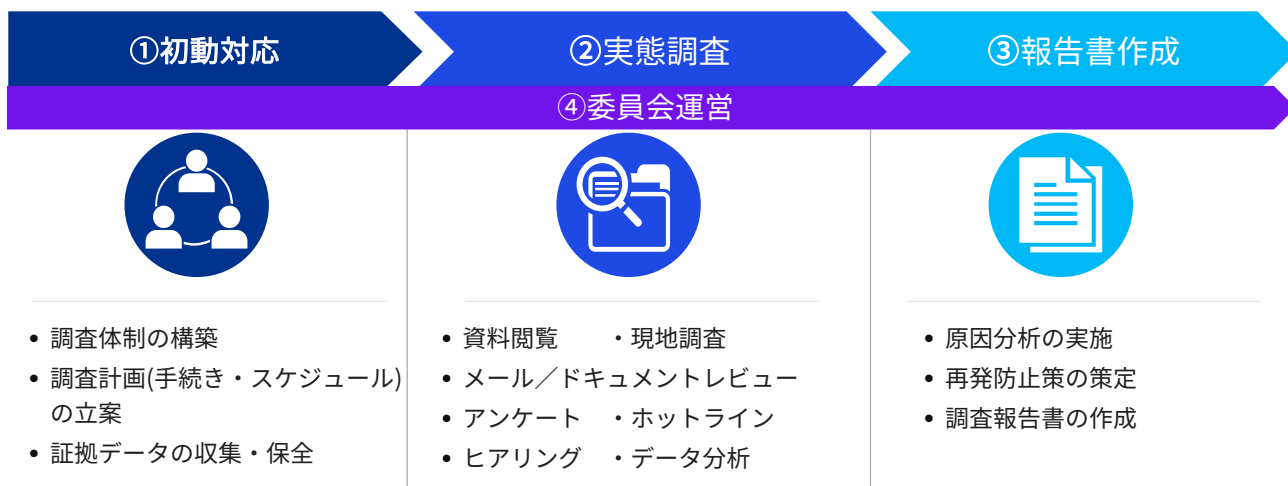 ①初動対応
②実態調査
③報告書作成
④委員会運営
• 調査体制の構築
• 調査計画(手続き・スケジュール)
の立案
• 証拠データの収集・保全
• 資料閲覧 ・現地調査
• メール／ドキュメントレビュー
• アンケート ・ホットライン
• ヒアリング ・データ分析
• 原因分析の実施
• 再発防止策の策定
• 調査報告書の作成